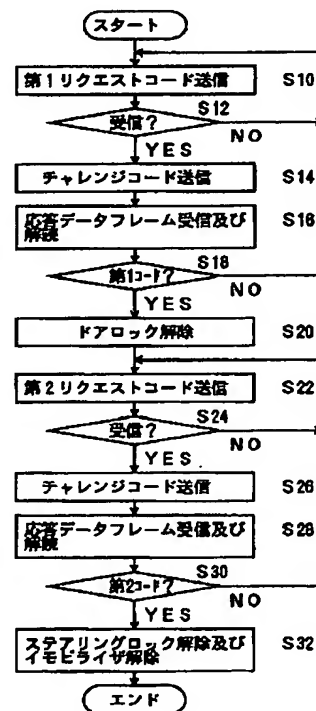 スタート
第1リクエストコード送信 S10
S12
受信?
NO
YES
チャレンジコード送信 S14
応答データフレーム受信及び S16
解読
S18
第1コード?
NO
YES
ドアロック解除 S20
第2リクエストコード送信 S22
S24
受信?
NO
YES
チャレンジコード送信 S26
応答データフレーム受信及び S28
解読
S30
第2コード?
NO
YES
ステアリングロック解除及び S32
イモビライザ解除
エンド